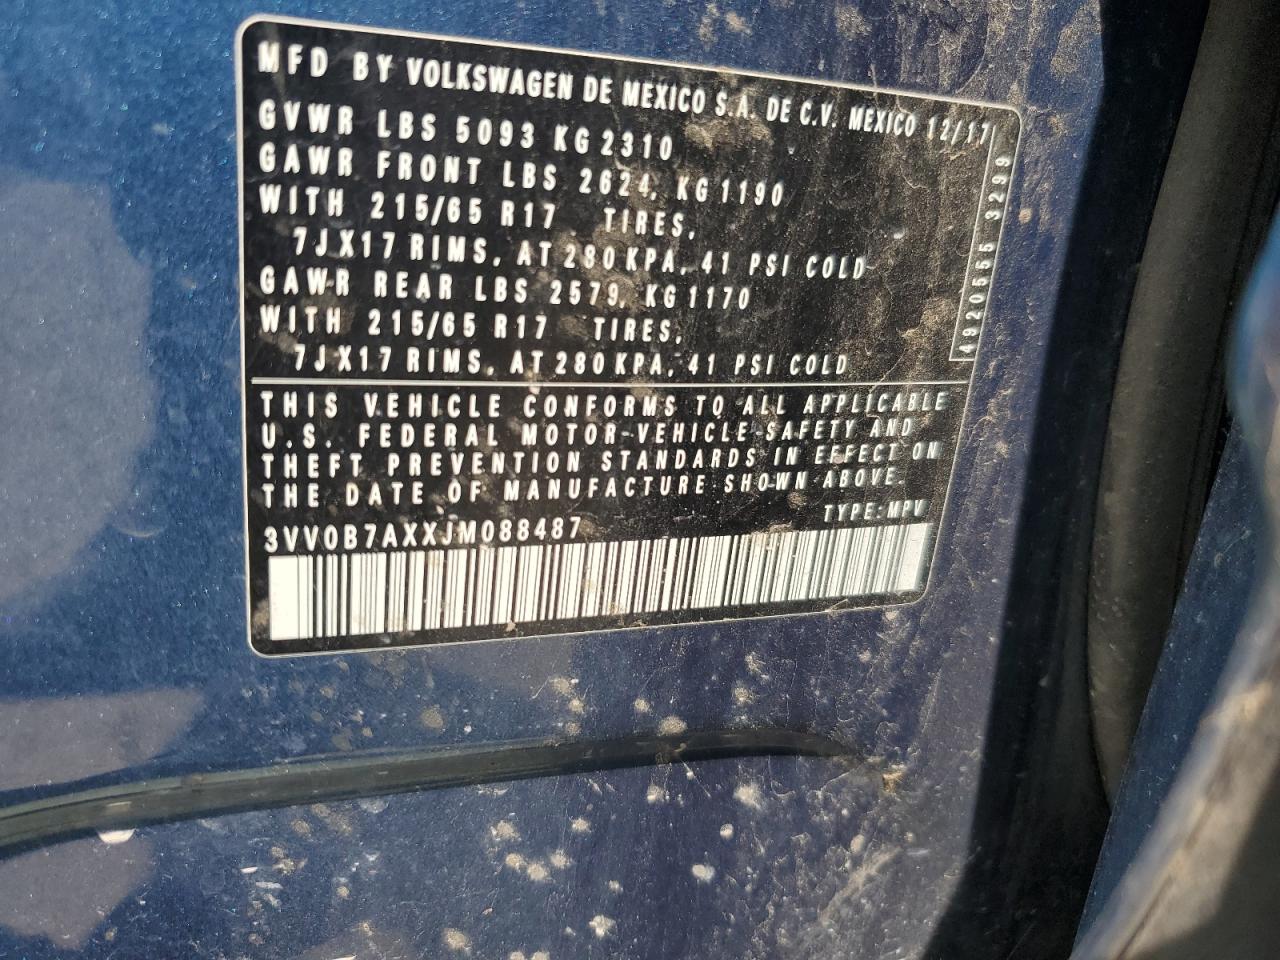 MFD BY VOLKSWAGEN DE MEXICO S.A. DE C.V. MEXICO 12/17
GVWR LBS 5093 KG 2310
GAWR FRONT LBS 2624, KG 1190
WITH 215/65 R17 TIRES,
7JX17 RIMS, AT 280 KPA, 41 PSI COLD
GAWR REAR LBS 2579, KG 1170
WITH 215/65 R17 TIRES,
7JX17 RIMS, AT 280 KPA, 41 PSI COLD
4920555 3299
THIS VEHICLE CONFORMS TO ALL APPLICABLE
U.S. FEDERAL MOTOR-VEHICLE-SAFETY AND
THEFT PREVENTION STANDARDS IN EFFECT ON
THE DATE OF MANUFACTURE SHOWN ABOVE.
TYPE: MPV
3VV0B7AXXJM088487